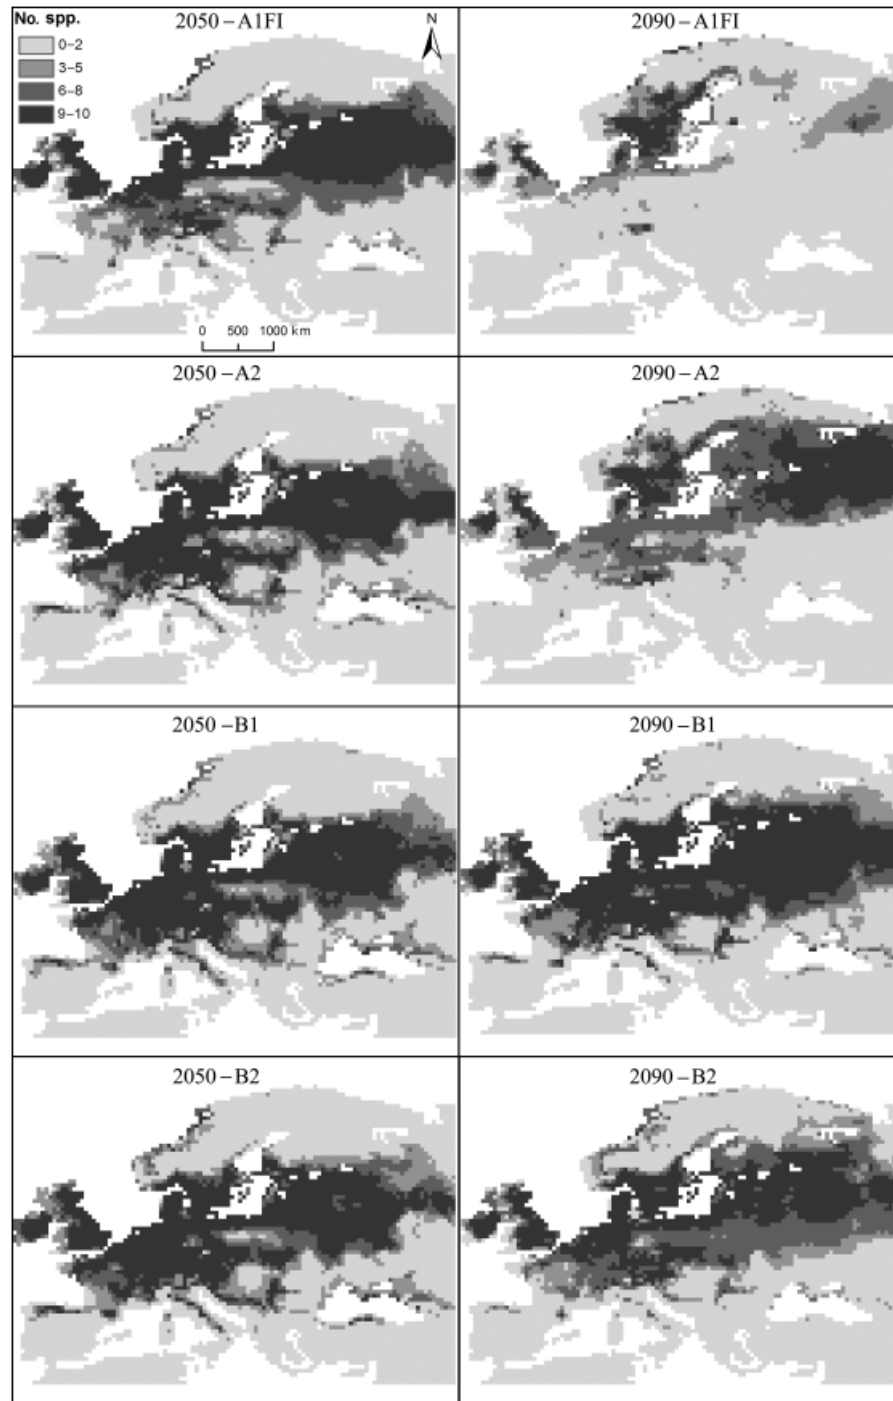 No. spp.
0–2
3–5
6–8
9–10
2050 – A1FI
N
0 500 1000 km
2090 – A1FI
2050 – A2
2090 – A2
2050 – B1
2090 – B1
2050 – B2
2090 – B2